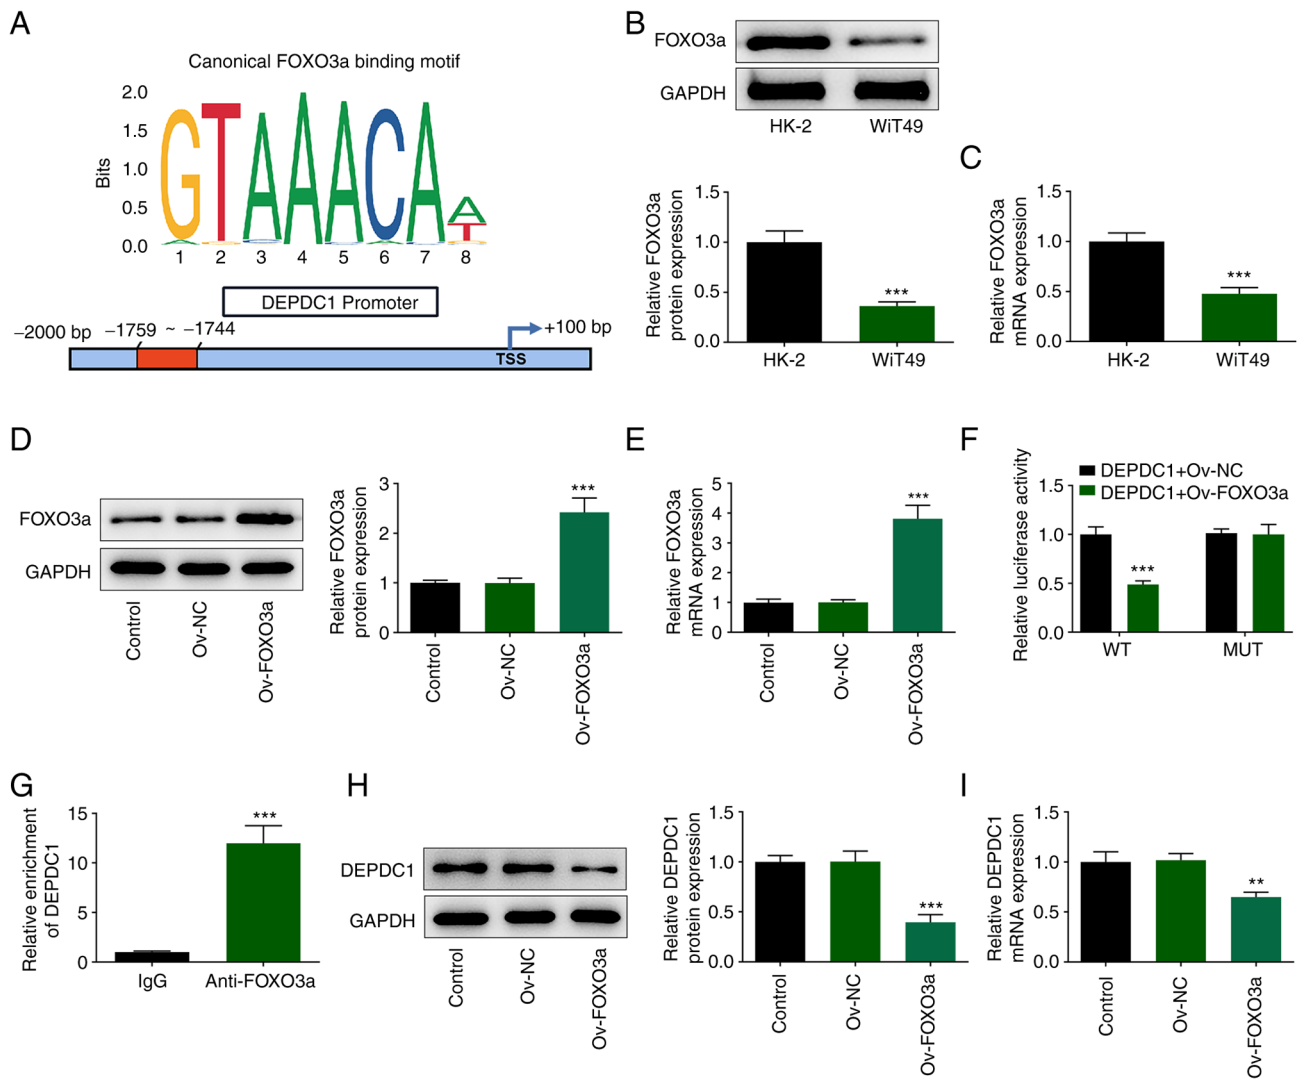 A
Canonical FOXO3a binding motif
Bits
2.0
1.5
1.0
0.5
0.0
GTAAACAA
T
1 2 3 4 5 6 7 8
DEPDC1 Promoter
−2000 bp −1759 ~ −1744 +100 bp
TSS
B
FOXO3a
GAPDH
HK-2 WiT49
Relative FOXO3a
protein expression
1.5
1.0
0.5
0.0
***
HK-2 WiT49
C
Relative FOXO3a
mRNA expression
1.5
1.0
0.5
0.0
***
HK-2 WiT49
D
FOXO3a
GAPDH
Control
Ov-NC
Ov-FOXO3a
Relative FOXO3a
protein expression
3
2
1
0
***
Control
Ov-NC
Ov-FOXO3a
E
Relative FOXO3a
mRNA expression
5
4
3
2
1
0
***
Control
Ov-NC
Ov-FOXO3a
F
DEPDC1+Ov-NC
DEPDC1+Ov-FOXO3a
Relative luciferase activity
1.5
1.0
0.5
0.0
***
WT MUT
G
Relative enrichment
of DEPDC1
15
10
5
0
***
IgG Anti-FOXO3a
H
DEPDC1
GAPDH
Control
Ov-NC
Ov-FOXO3a
Relative DEPDC1
protein expression
1.5
1.0
0.5
0.0
***
Control
Ov-NC
Ov-FOXO3a
I
Relative DEPDC1
mRNA expression
1.5
1.0
0.5
0.0
**
Control
Ov-NC
Ov-FOXO3a